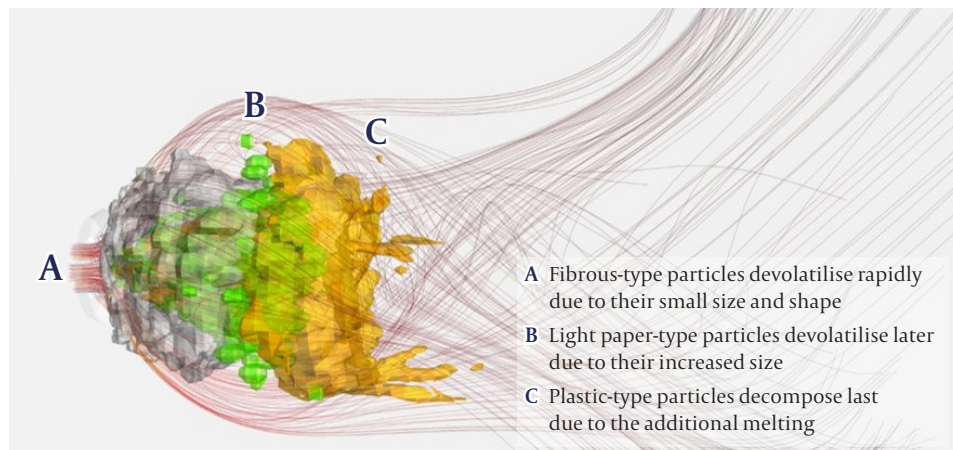 B
C
A
A Fibrous-type particles devolatilise rapidly
due to their small size and shape
B Light paper-type particles devolatilise later
due to their increased size
C Plastic-type particles decompose last
due to the additional melting